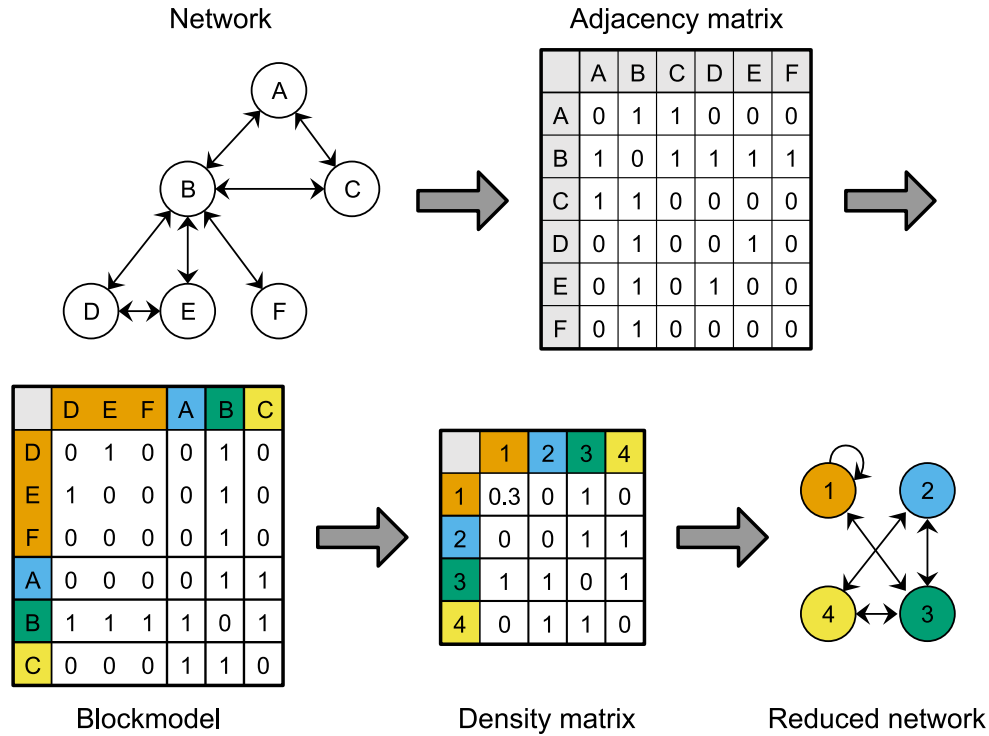 Network
Adjacency matrix
A
B
C
D
E
F
A B C D E F
A 0 1 1 0 0 0
B 1 0 1 1 1 1
C 1 1 0 0 0 0
D 0 1 0 0 1 0
E 0 1 0 1 0 0
F 0 1 0 0 0 0
D E F A B C
D 0 1 0 0 1 0
E 1 0 0 0 1 0
F 0 0 0 0 1 0
A 0 0 0 0 1 1
B 1 1 1 1 0 1
C 0 0 0 1 1 0
Blockmodel
1 2 3 4
1 0.3 0 1 0
2 0 0 1 1
3 1 1 0 1
4 0 1 1 0
Density matrix
1 2
4 3
Reduced network